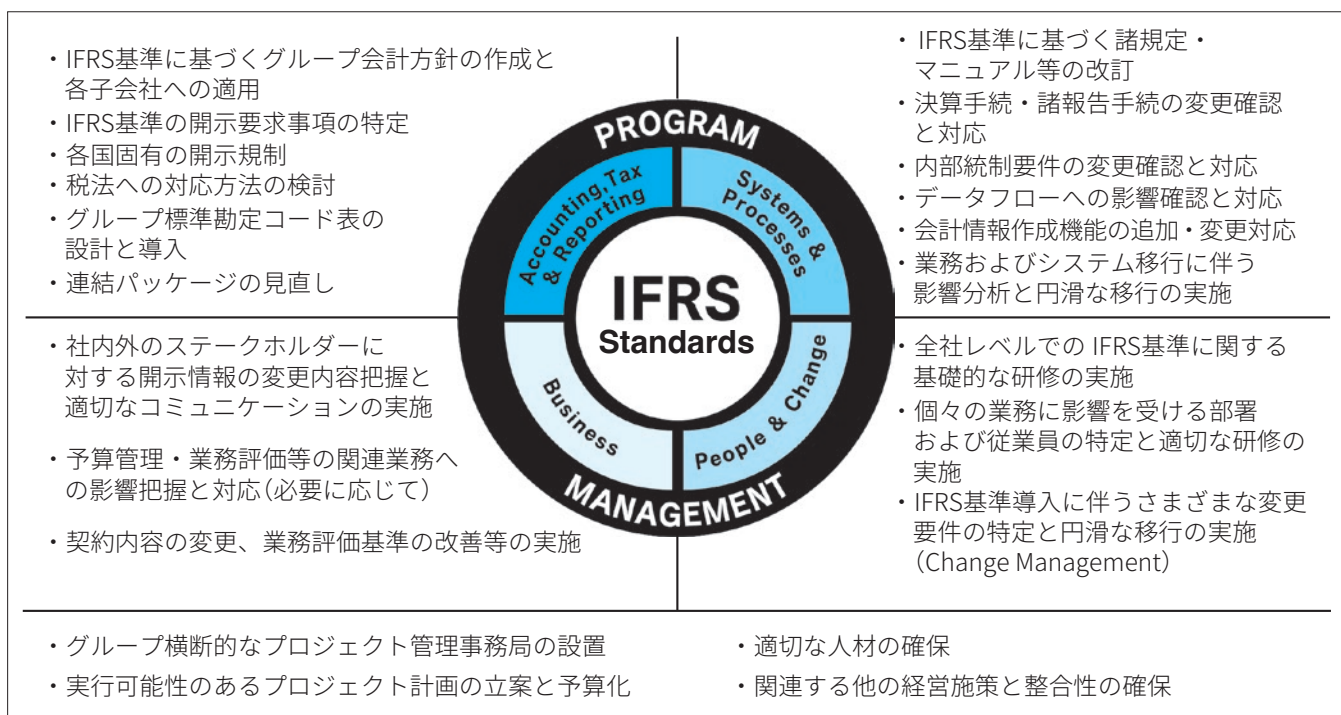 ・IFRS基準に基づくグループ会計方針の作成と
各子会社への適用
・IFRS基準の開示要求事項の特定
・各国固有の開示規制
・税法への対応方法の検討
・グループ標準勘定コード表の
設計と導入
・連結パッケージの見直し
・IFRS基準に基づく諸規定・
マニュアル等の改訂
・決算手続・諸報告手続の変更確認
と対応
・内部統制要件の変更確認と対応
・データフローへの影響確認と対応
・会計情報作成機能の追加・変更対応
・業務およびシステム移行に伴う
影響分析と円滑な移行の実施
PROGRAM
Accounting,Tax
& Reporting
Systems &
Processes
IFRS
Standards
Business
People & Change
MANAGEMENT
・社内外のステークホルダーに
対する開示情報の変更内容把握と
適切なコミュニケーションの実施
・予算管理・業務評価等の関連業務へ
の影響把握と対応(必要に応じて)
・契約内容の変更、業務評価基準の改善等の実施
・全社レベルでの IFRS基準に関する
基礎的な研修の実施
・個々の業務に影響を受ける部署
および従業員の特定と適切な研修の
実施
・IFRS基準導入に伴うさまざまな変更
要件の特定と円滑な移行の実施
(Change Management)
・グループ横断的なプロジェクト管理事務局の設置
・実行可能性のあるプロジェクト計画の立案と予算化
・適切な人材の確保
・関連する他の経営施策と整合性の確保